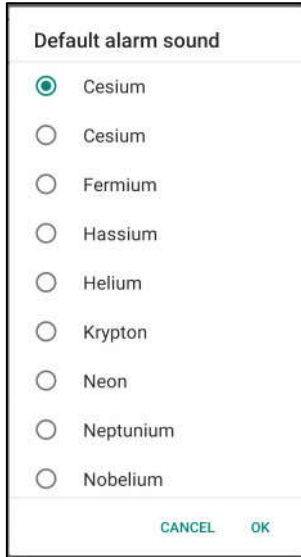 Default alarm sound
Cesium
Cesium
Fermium
Hassium
Helium
Krypton
Neon
Neptunium
Nobelium
CANCEL OK